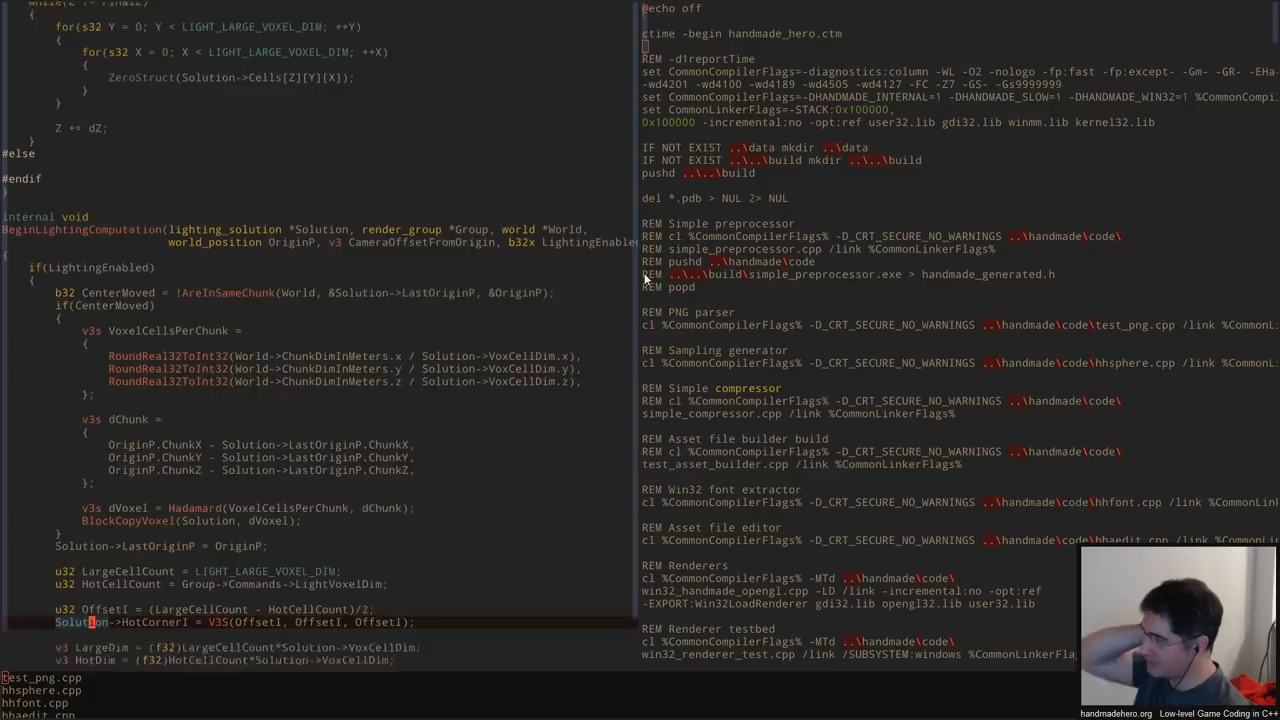 while(Z != FinalZ)
{
for(s32 Y = 0; Y < LIGHT_LARGE_VOXEL_DIM; ++Y)
{
for(s32 X = 0; X < LIGHT_LARGE_VOXEL_DIM; ++X)
{
ZeroStruct(Solution->Cells[Z][Y][X]);
}
}
Z += dZ;
}
#else
#endif
}
internal void
BeginLightingComputation(lighting_solution *Solution, render_group *Group, world *World,
world_position OriginP, v3 CameraOffsetFromOrigin, b32x LightingEnabled
{
if(LightingEnabled)
{
b32 CenterMoved = !AreInSameChunk(World, &Solution->LastOriginP, &OriginP);
if(CenterMoved)
{
v3s VoxelCellsPerChunk =
{
RoundReal32ToInt32(World->ChunkDimInMeters.x / Solution->VoxCellDim.x),
RoundReal32ToInt32(World->ChunkDimInMeters.y / Solution->VoxCellDim.y),
RoundReal32ToInt32(World->ChunkDimInMeters.z / Solution->VoxCellDim.z),
};
v3s dChunk =
{
OriginP.ChunkX - Solution->LastOriginP.ChunkX,
OriginP.ChunkY - Solution->LastOriginP.ChunkY,
OriginP.ChunkZ - Solution->LastOriginP.ChunkZ,
};
v3s dVoxel = Hadamard(VoxelCellsPerChunk, dChunk);
BlockCopyVoxel(Solution, dVoxel);
}
Solution->LastOriginP = OriginP;
u32 LargeCellCount = LIGHT_LARGE_VOXEL_DIM;
u32 HotCellCount = Group->Commands->LightVoxelDim;
u32 OffsetI = (LargeCellCount - HotCellCount)/2;
Solution->HotCornerI = V3S(OffsetI, OffsetI, OffsetI);
v3 LargeDim = (f32)LargeCellCount*Solution->VoxCellDim;
v3 HotDim = (f32)HotCellCount*Solution->VoxCellDim;
test_png.cpp
hhsphere.cpp
hhfont.cpp
hhaedit.cpp
@echo off
ctime -begin handmade_hero.ctm
REM -d1reportTime
set CommonCompilerFlags=-diagnostics:column -WL -O2 -nologo -fp:fast -fp:except- -Gm- -GR- -EHa
-wd4201 -wd4100 -wd4189 -wd4505 -wd4127 -FC -Z7 -GS- -Gs9999999
set CommonCompilerFlags=-DHANDMADE_INTERNAL=1 -DHANDMADE_SLOW=1 -DHANDMADE_WIN32=1 %CommonCompil
set CommonLinkerFlags=-STACK:0x100000,
0x100000 -incremental:no -opt:ref user32.lib gdi32.lib winmm.lib kernel32.lib
IF NOT EXIST ..\data mkdir ..\data
IF NOT EXIST ..\..\build mkdir ..\..\build
pushd ..\..\build
del *.pdb > NUL 2> NUL
REM Simple preprocessor
REM cl %CommonCompilerFlags% -D_CRT_SECURE_NO_WARNINGS ..\handmade\code\
REM simple_preprocessor.cpp /link %CommonLinkerFlags%
REM pushd ..\handmade\code
REM ..\..\build\simple_preprocessor.exe > handmade_generated.h
REM popd
REM PNG parser
cl %CommonCompilerFlags% -D_CRT_SECURE_NO_WARNINGS ..\handmade\code\test_png.cpp /link %CommonL
REM Sampling generator
cl %CommonCompilerFlags% -D_CRT_SECURE_NO_WARNINGS ..\handmade\code\hhsphere.cpp /link %CommonL
REM Simple compressor
REM cl %CommonCompilerFlags% -D_CRT_SECURE_NO_WARNINGS ..\handmade\code\
simple_compressor.cpp /link %CommonLinkerFlags%
REM Asset file builder build
REM cl %CommonCompilerFlags% -D_CRT_SECURE_NO_WARNINGS ..\handmade\code\
test_asset_builder.cpp /link %CommonLinkerFlags%
REM Win32 font extractor
cl %CommonCompilerFlags% -D_CRT_SECURE_NO_WARNINGS ..\handmade\code\hhfont.cpp /link %CommonLin
REM Asset file editor
cl %CommonCompilerFlags% -D_CRT_SECURE_NO_WARNINGS ..\handmade\code\hhaedit.cpp /link %CommonLi
REM Renderers
cl %CommonCompilerFlags% -MTd ..\handmade\code\
win32_handmade_opengl.cpp -LD /link -incremental:no -opt:ref
-EXPORT:Win32LoadRenderer gdi32.lib opengl32.lib user32.lib
REM Renderer testbed
cl %CommonCompilerFlags% -MTd ..\handmade\code\
win32_renderer_test.cpp /link /SUBSYSTEM:windows %CommonLinkerFla
handmadehero.org Low-level Game Coding in C++